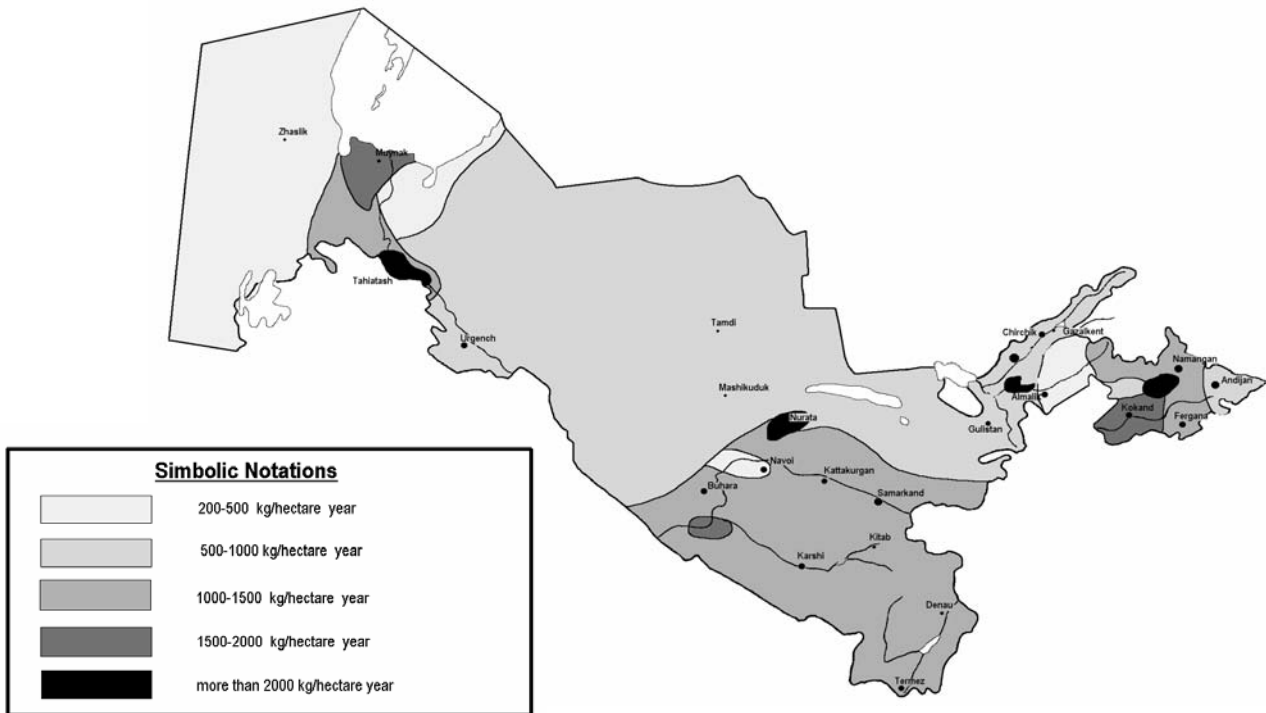 Zhaslik
Muynak
Tahiatash
Urgench
Tamdi
Mashikuduk
Nurata
Navoi
Buhara
Kattakurgan
Samarkand
Kitab
Karshi
Denau
Termez
Chirchik
Gazalkent
Almalik
Gulistan
Namangan
Andijan
Kokand
Fergana
Simbolic Notations
200-500 kg/hectare year
500-1000 kg/hectare year
1000-1500 kg/hectare year
1500-2000 kg/hectare year
more than 2000 kg/hectare year